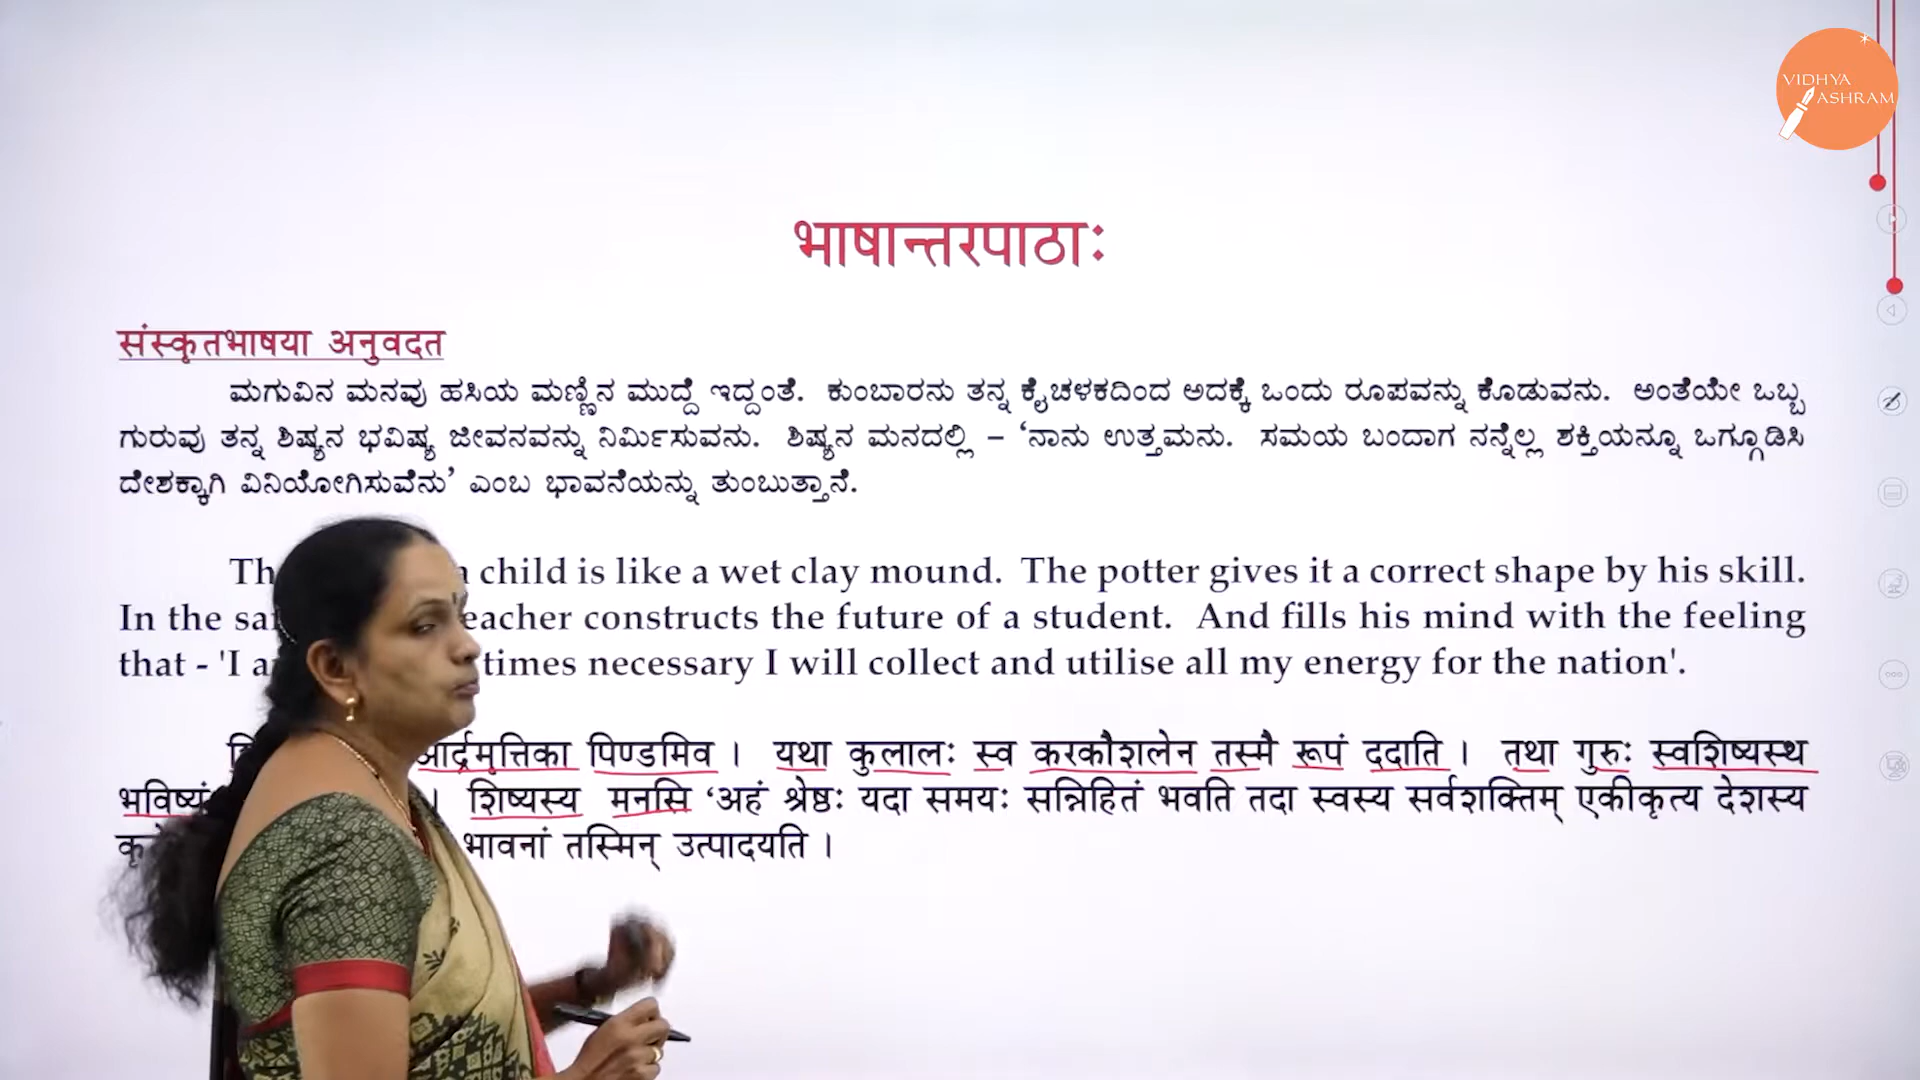 VIDHYA
ASHRAM
भाषान्तरपाठाः
संस्कृतभाषया अनुवदत
ಮಗುವಿನ ಮನವು ಹಸಿಯ ಮಣ್ಣಿನ ಮುದ್ದೆ ಇದ್ದಂತೆ. ಕುಂಬಾರನು ತನ್ನ ಕೈಚಳಕದಿಂದ ಅದಕ್ಕೆ ಒಂದು ರೂಪವನ್ನು ಕೊಡುವನು. ಅಂತೆಯೇ ಒಬ್ಬ
ಗುರುವು ತನ್ನ ಶಿಷ್ಯನ ಭವಿಷ್ಯ ಜೀವನವನ್ನು ನಿರ್ಮಿಸುವನು. ಶಿಷ್ಯನ ಮನದಲ್ಲಿ – ‘ನಾನು ಉತ್ತಮನು. ಸಮಯ ಬಂದಾಗ ನನ್ನೆಲ್ಲ ಶಕ್ತಿಯನ್ನೂ ಒಗ್ಗೂಡಿಸಿ
ದೇಶಕ್ಕಾಗಿ ವಿನಿಯೋಗಿಸುವೆನು’ ಎಂಬ ಭಾವನೆಯನ್ನು ತುಂಬುತ್ತಾನೆ.
child is like a wet clay mound. The potter gives it a correct shape by his skill.
In the constructs the future of a student. And fills his mind with the feeling
that - 'I times necessary I will collect and utilise all my energy for the nation'.
आर्द्रमृत्तिका पिण्डमिव । यथा कुलालः स्व करकौशलेन तस्मै रूपं ददाति । तथा गुरुः स्वशिष्यस्थ
भविष्यं । शिष्यस्य मनसि ‘अहं श्रेष्ठः यदा समयः सन्निहितं भवति तदा स्वस्य सर्वशक्तिम् एकीकृत्य देशस्य
भावनां तस्मिन् उत्पादयति ।